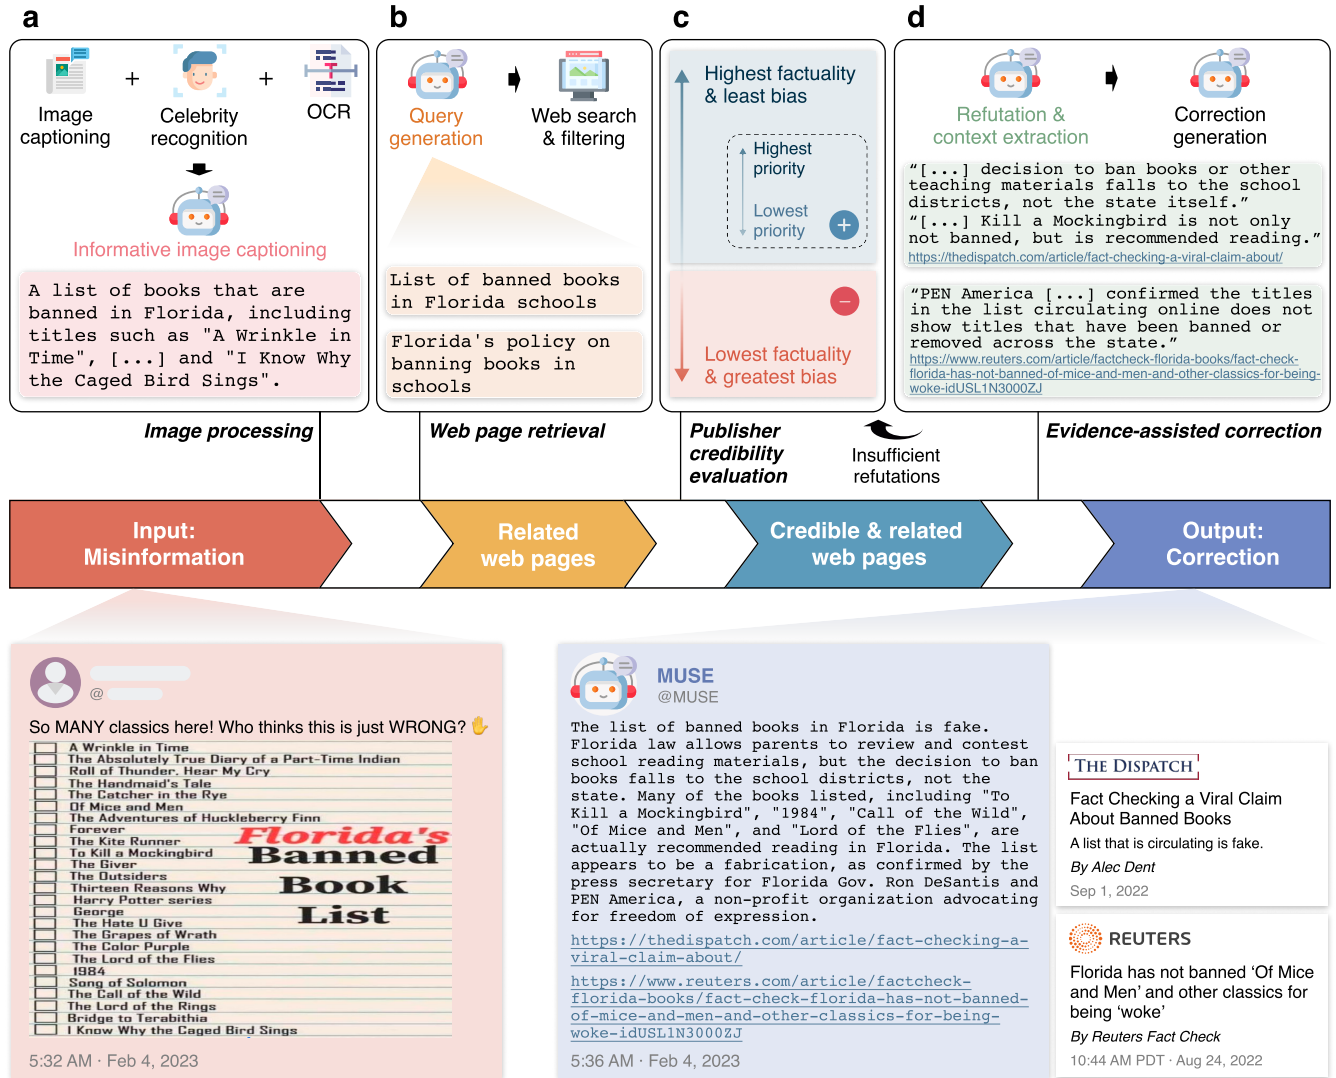 a
Image
captioning
+
Celebrity
recognition
+
T
OCR
Informative image captioning
A list of books that are
banned in Florida, including
titles such as "A Wrinkle in
Time", [...] and "I Know Why
the Caged Bird Sings".
b
Query
generation
Web search
& filtering
List of banned books
in Florida schools
Florida's policy on
banning books in
schools
c
Highest factuality
& least bias
Highest
priority
Lowest
priority
+
−
Lowest factuality
& greatest bias
d
Refutation &
context extraction
Correction
generation
“[...] decision to ban books or other
teaching materials falls to the school
districts, not the state itself.”
“[...] Kill a Mockingbird is not only
not banned, but is recommended reading.”
https://thedispatch.com/article/fact-checking-a-viral-claim-about/
“PEN America [...] confirmed the titles
in the list circulating online does not
show titles that have been banned or
removed across the state.”
https://www.reuters.com/article/factcheck-florida-books/fact-check-
florida-has-not-banned-of-mice-and-men-and-other-classics-for-being-
woke-idUSL1N3000ZJ
Image processing
Web page retrieval
Publisher
credibility
evaluation
Insufficient
refutations
Evidence-assisted correction
Input:
Misinformation
Related
web pages
Credible & related
web pages
Output:
Correction
@
So MANY classics here! Who thinks this is just WRONG? ✋
A Wrinkle in Time
The Absolutely True Diary of a Part-Time Indian
Roll of Thunder. Hear My Cry
The Handmaid's Tale
The Catcher in the Rye
Of Mice and Men
The Adventures of Huckleberry Finn
Forever
The Kite Runner
To Kill a Mockingbird
The Giver
The Outsiders
Thirteen Reasons Why
Harry Potter series
George
The Hate U Give
The Grapes of Wrath
The Color Purple
The Lord of the Flies
1984
Song of Solomon
The Call of the Wild
The Lord of the Rings
Bridge to Terabithia
I Know Why the Caged Bird Sings
Florida's
Banned
Book
List
5:32 AM · Feb 4, 2023
MUSE
@MUSE
The list of banned books in Florida is fake.
Florida law allows parents to review and contest
school reading materials, but the decision to ban
books falls to the school districts, not the
state. Many of the books listed, including "To
Kill a Mockingbird", "1984", "Call of the Wild",
"Of Mice and Men", and "Lord of the Flies", are
actually recommended reading in Florida. The list
appears to be a fabrication, as confirmed by the
press secretary for Florida Gov. Ron DeSantis and
PEN America, a non-profit organization advocating
for freedom of expression.
https://thedispatch.com/article/fact-checking-a-
viral-claim-about/
https://www.reuters.com/article/factcheck-
florida-books/fact-check-florida-has-not-banned-
of-mice-and-men-and-other-classics-for-being-
woke-idUSL1N3000ZJ
5:36 AM · Feb 4, 2023
THE DISPATCH
Fact Checking a Viral Claim
About Banned Books
A list that is circulating is fake.
By Alec Dent
Sep 1, 2022
REUTERS
Florida has not banned ‘Of Mice
and Men’ and other classics for
being ‘woke’
By Reuters Fact Check
10:44 AM PDT · Aug 24, 2022